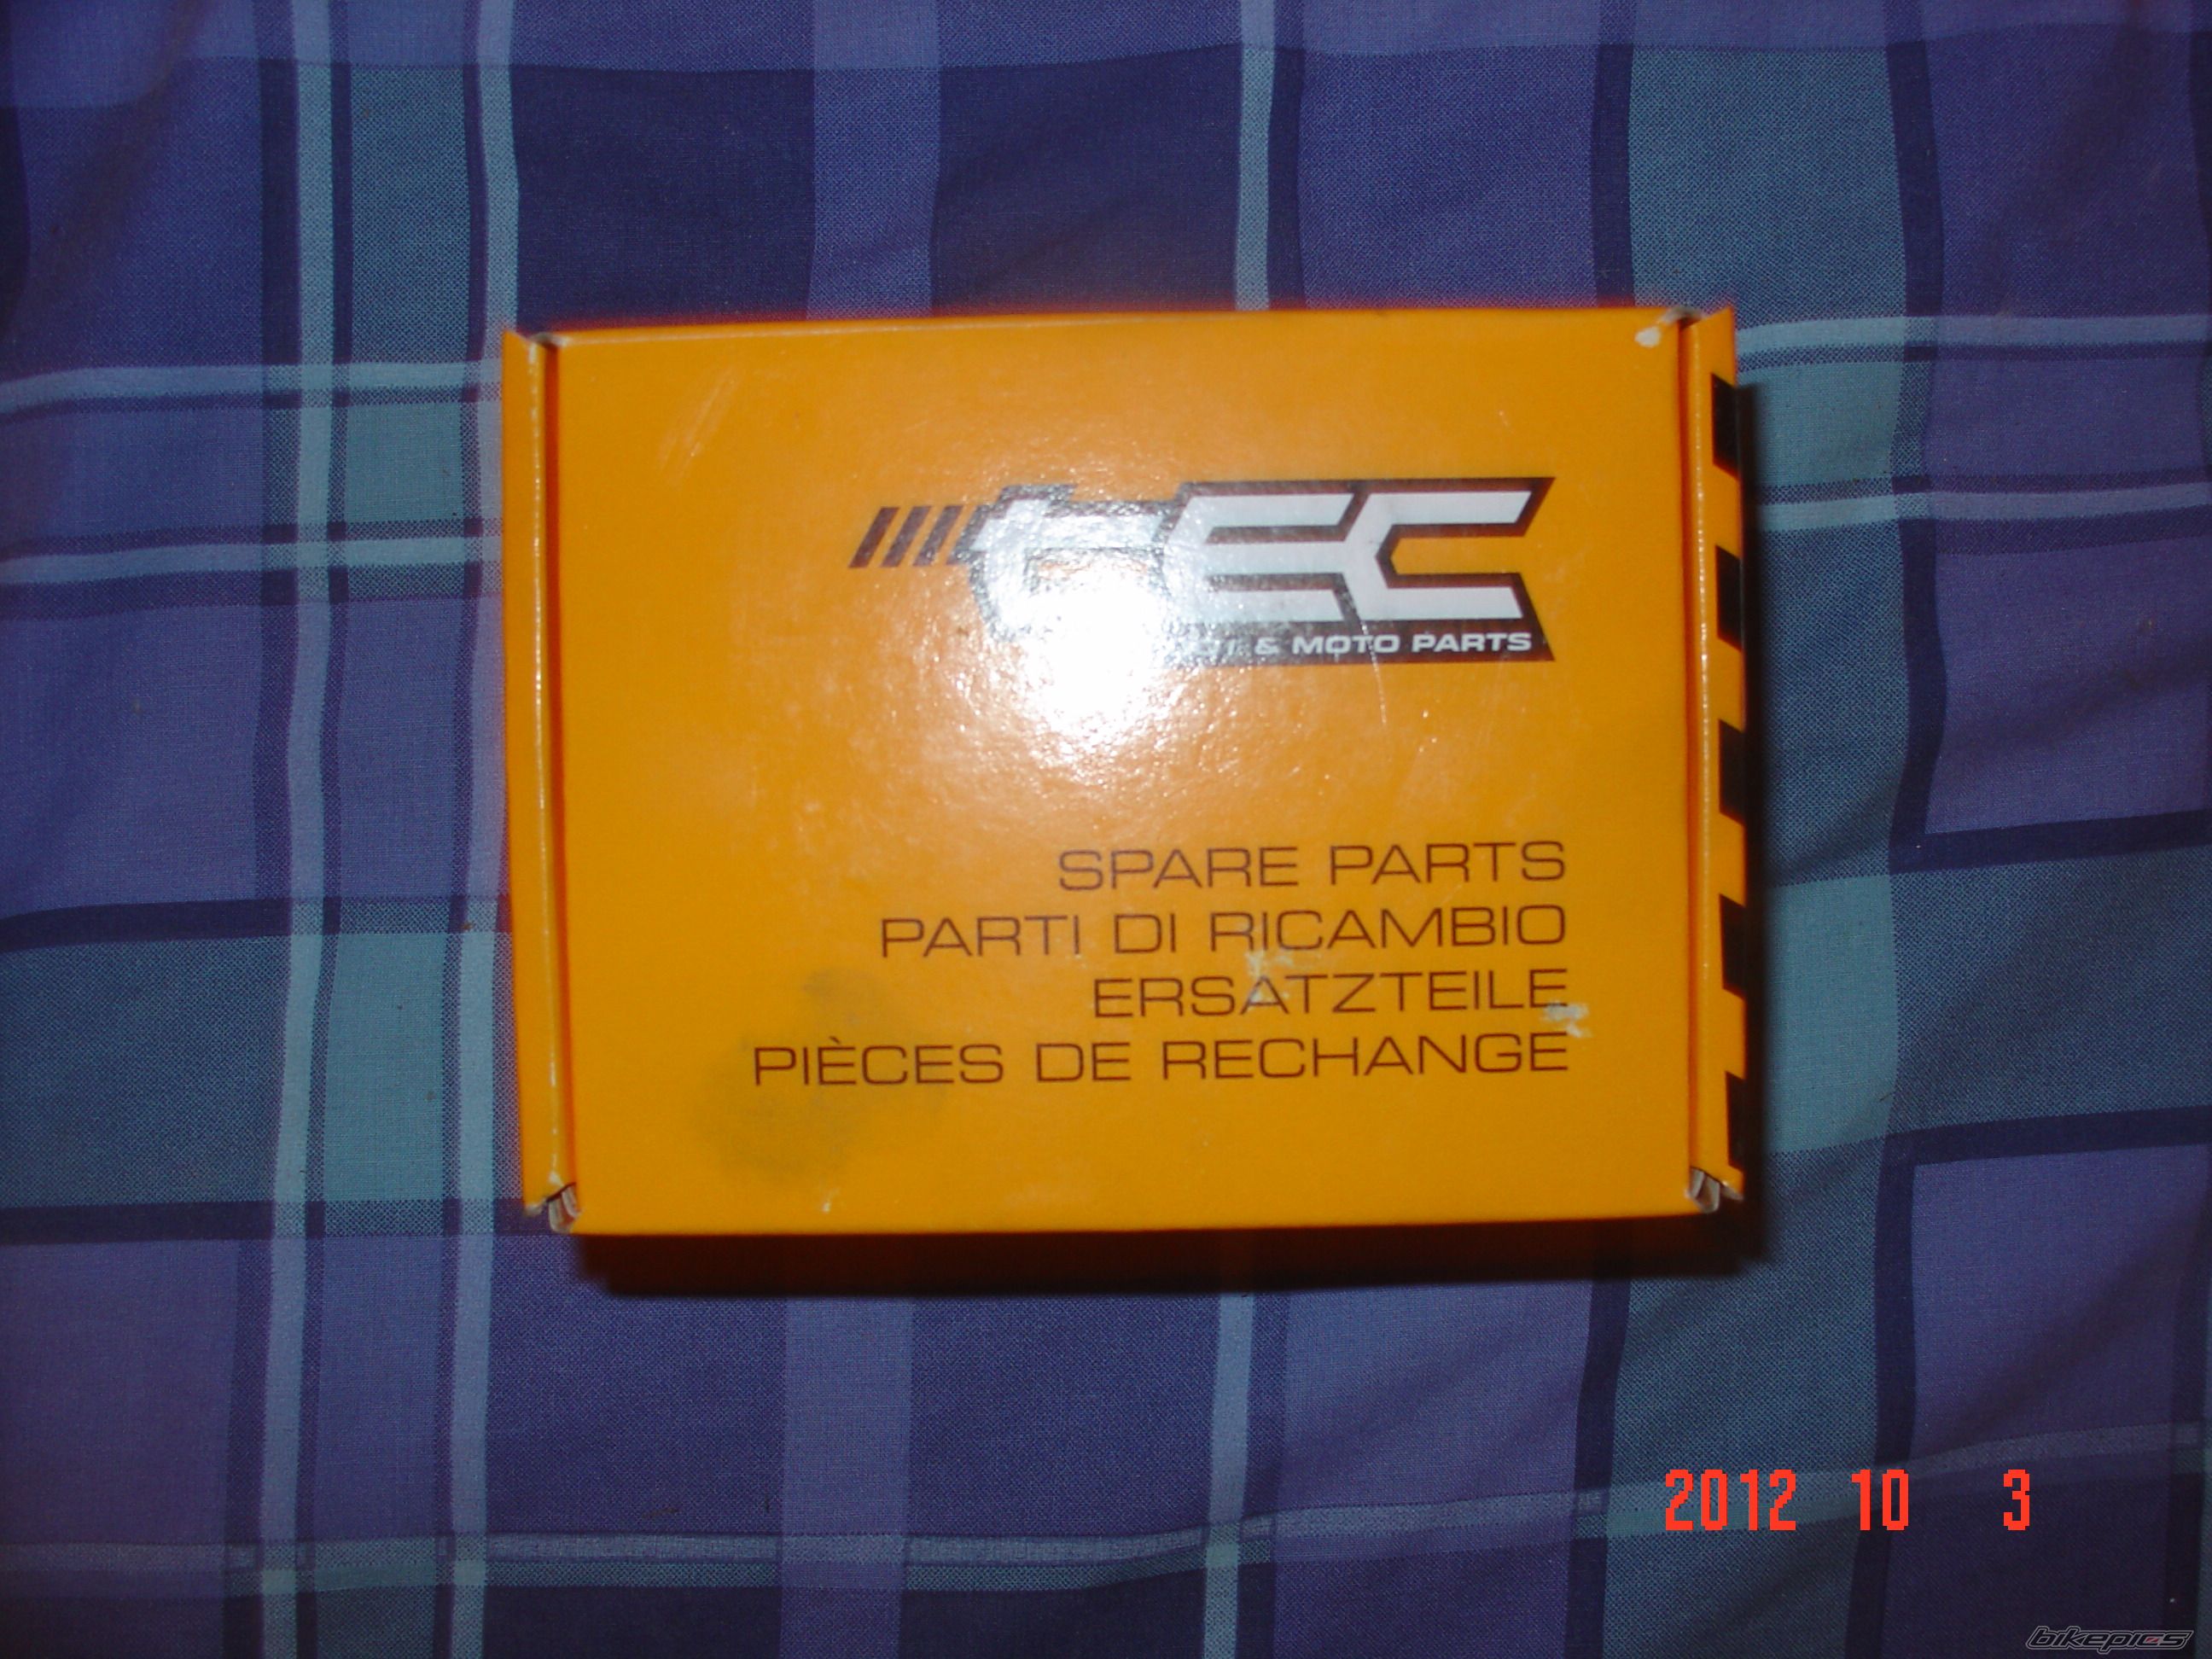 tec
& MOTO PARTS
SPARE PARTS
PARTI DI RICAMBIO
ERSATZTEILE
PIÈCES DE RECHANGE
2012 10 3
bikepics